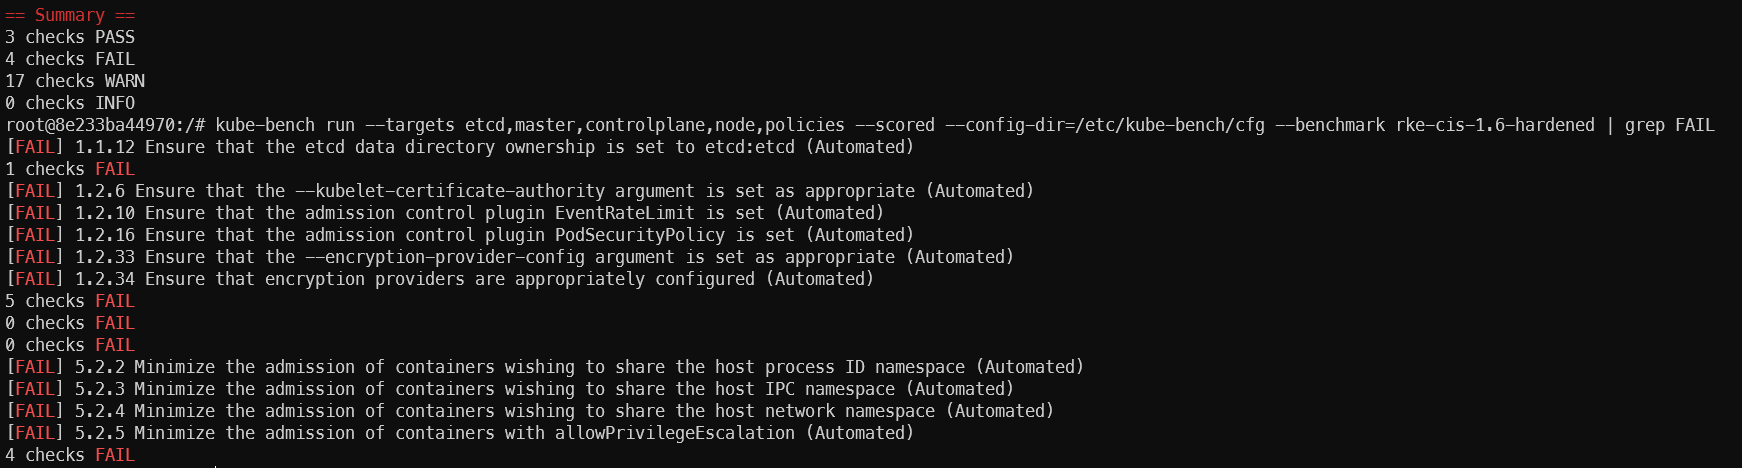 == Summary ==
3 checks PASS
4 checks FAIL
17 checks WARN
0 checks INFO
root@8e233ba44970:/# kube-bench run --targets etcd,master,controlplane,node,policies --scored --config-dir=/etc/kube-bench/cfg --benchmark rke-cis-1.6-hardened | grep FAIL
[FAIL] 1.1.12 Ensure that the etcd data directory ownership is set to etcd:etcd (Automated)
1 checks FAIL
[FAIL] 1.2.6 Ensure that the --kubelet-certificate-authority argument is set as appropriate (Automated)
[FAIL] 1.2.10 Ensure that the admission control plugin EventRateLimit is set (Automated)
[FAIL] 1.2.16 Ensure that the admission control plugin PodSecurityPolicy is set (Automated)
[FAIL] 1.2.33 Ensure that the --encryption-provider-config argument is set as appropriate (Automated)
[FAIL] 1.2.34 Ensure that encryption providers are appropriately configured (Automated)
5 checks FAIL
0 checks FAIL
0 checks FAIL
[FAIL] 5.2.2 Minimize the admission of containers wishing to share the host process ID namespace (Automated)
[FAIL] 5.2.3 Minimize the admission of containers wishing to share the host IPC namespace (Automated)
[FAIL] 5.2.4 Minimize the admission of containers wishing to share the host network namespace (Automated)
[FAIL] 5.2.5 Minimize the admission of containers with allowPrivilegeEscalation (Automated)
4 checks FAIL